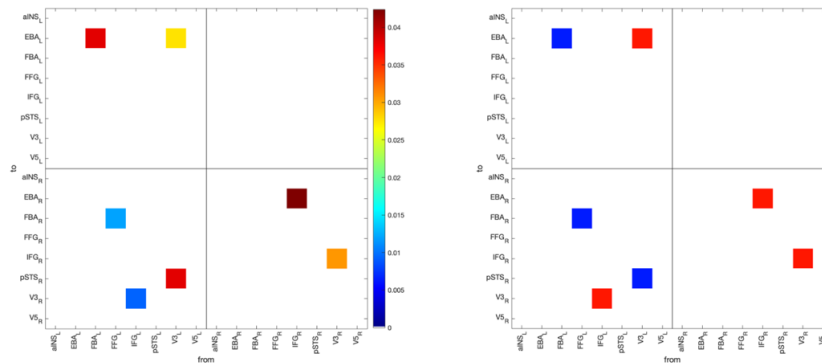 aINS_L
EBA_L
FBA_L
FFG_L
IFG_L
pSTS_L
V3_L
V5_L
to
aINS_R
EBA_R
FBA_R
FFG_R
IFG_R
pSTS_R
V3_R
V5_R
aINS_L EBA_L FBA_L FFG_L IFG_L pSTS_L V3_L V5_L aINS_R EBA_R FBA_R FFG_R IFG_R pSTS_R V3_R V5_R
from
0.04
0.035
0.03
0.025
0.02
0.015
0.01
0.005
0
aINS_L
EBA_L
FBA_L
FFG_L
IFG_L
pSTS_L
V3_L
V5_L
to
aINS_R
EBA_R
FBA_R
FFG_R
IFG_R
pSTS_R
V3_R
V5_R
aINS_L EBA_L FBA_L FFG_L IFG_L pSTS_L V3_L V5_L aINS_R EBA_R FBA_R FFG_R IFG_R pSTS_R V3_R
from